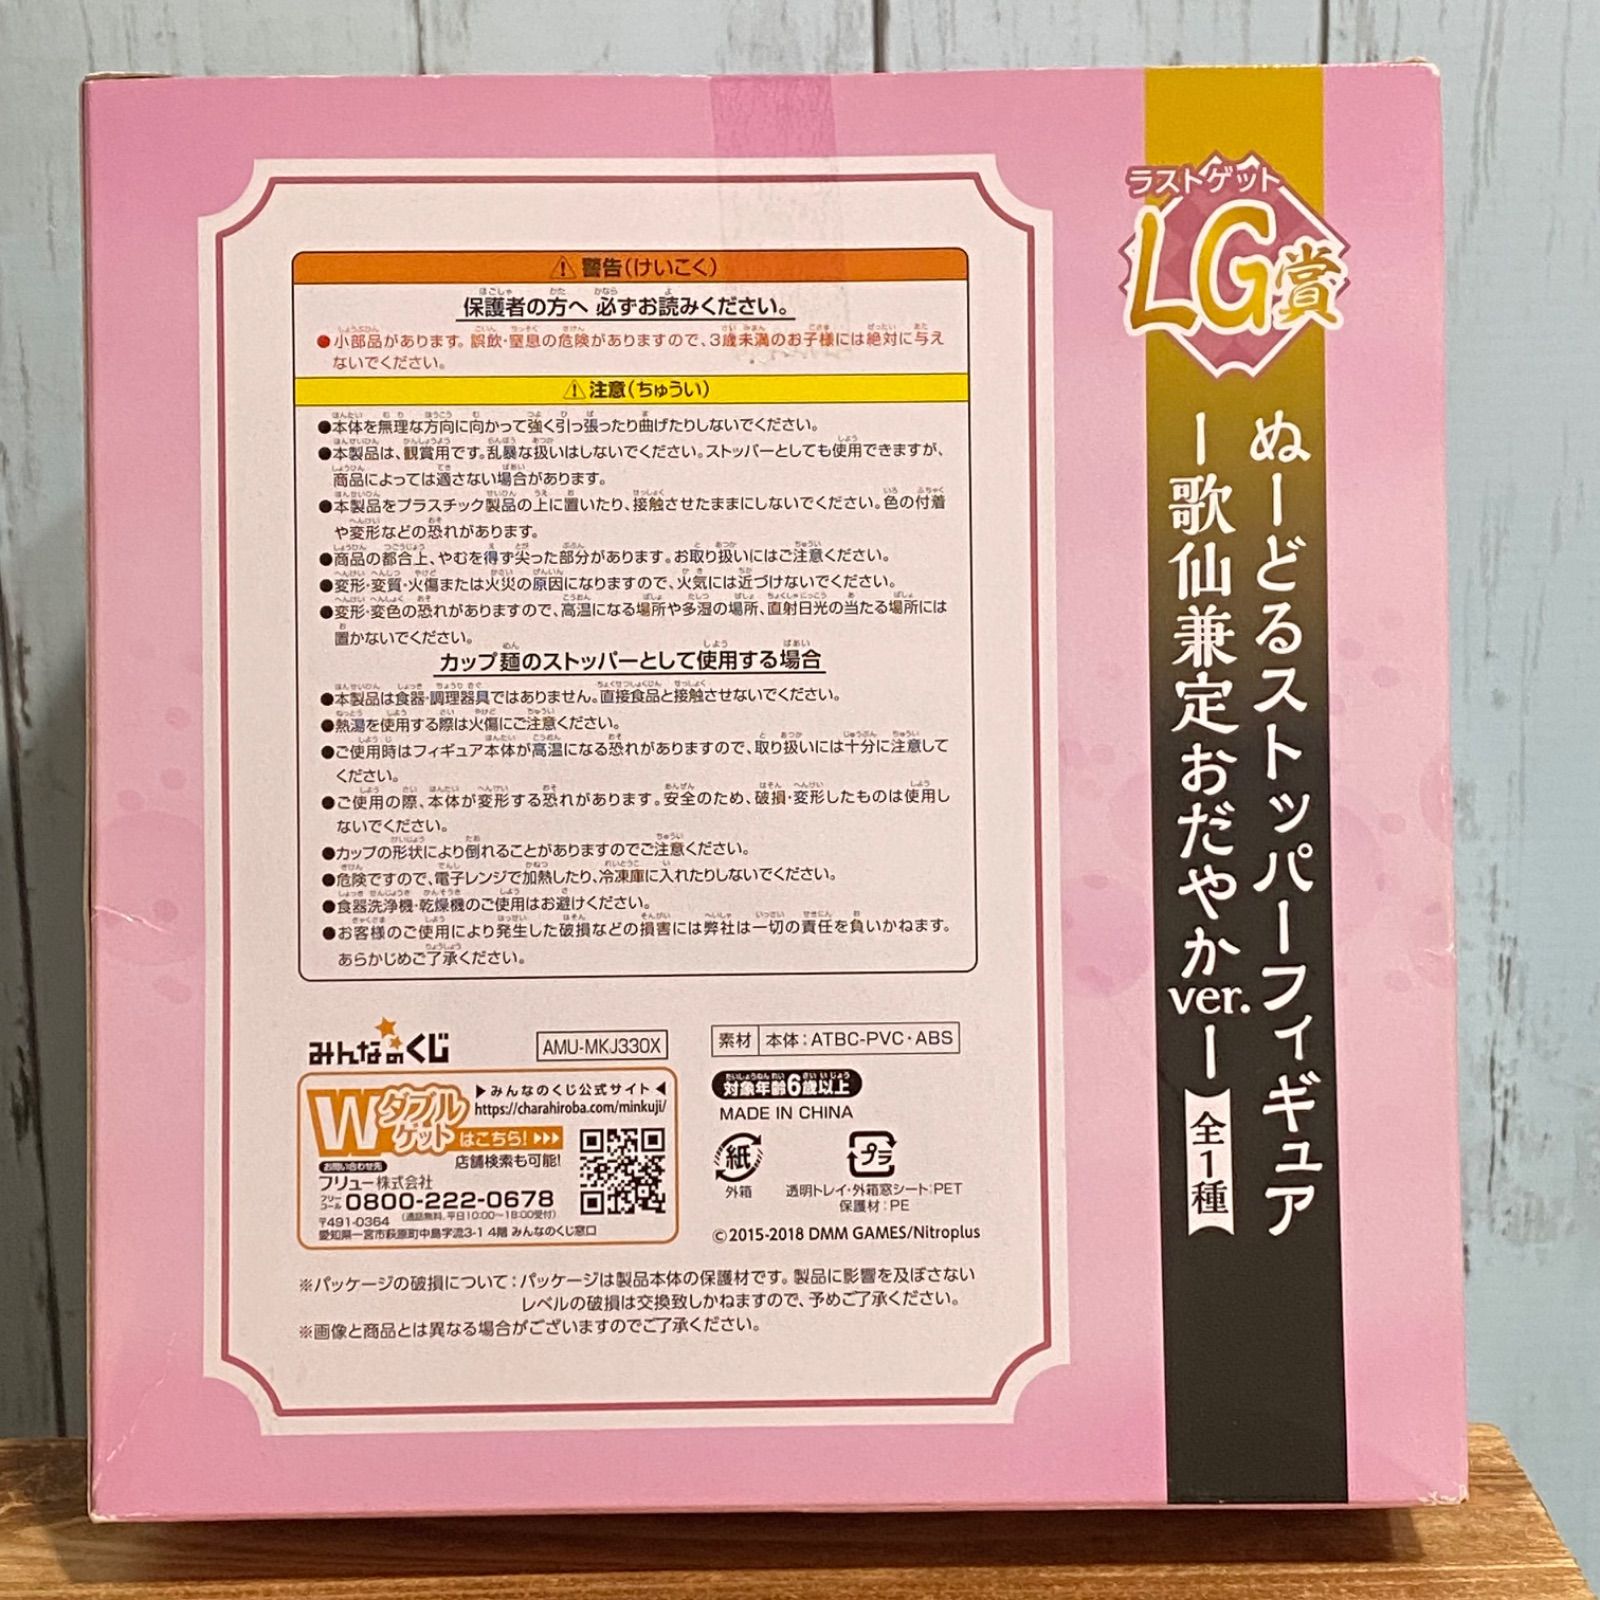 ラストゲット
LG賞
ぬーどるストッパーフィギュア
ー歌仙兼定おだやかver.ー
全1種
警告(けいこく)
保護者の方へ 必ずお読みください。
●小部品があります。誤飲・窒息の危険がありますので、3歳未満のお子様には絶対に与え
ないでください。
注意(ちゅうい)
●本体を無理な方向に向かって強く引っ張ったり曲げたりしないでください。
●本製品は、観賞用です。乱暴な扱いはしないでください。ストッパーとしても使用できますが、
商品によっては適さない場合があります。
●本製品をプラスチック製品の上に置いたり、接触させたままにしないでください。色の付着
や変形などの恐れがあります。
●商品の都合上、やむを得ず尖った部分があります。お取り扱いにはご注意ください。
●変形・変質・火傷または火災の原因になりますので、火気には近づけないでください。
●変形・変色の恐れがありますので、高温になる場所や多湿の場所、直射日光の当たる場所には
置かないでください。
カップ麺のストッパーとして使用する場合
●本製品は食器・調理器具ではありません。直接食品と接触させないでください。
●熱湯を使用する際は火傷にご注意ください。
●ご使用時はフィギュア本体が高温になる恐れがありますので、取り扱いには十分に注意して
ください。
●ご使用の際、本体が変形する恐れがあります。安全のため、破損・変形したものは使用し
ないでください。
●カップの形状により倒れることがありますのでご注意ください。
●危険ですので、電子レンジで加熱したり、冷凍庫に入れたりしないでください。
●食器洗浄機・乾燥機のご使用はお避けください。
●お客様のご使用により発生した破損などの損害には弊社は一切の責任を負いかねます。
あらかじめご了承ください。
みんなのくじ
AMU-MKJ330X
Wダブルゲットはこちら!
▶みんなのくじ公式サイト◀
https://charahiroba.com/minkuji/
店舗検索も可能!
お問い合わせ先
フリュー株式会社
フリーコール 0800-222-0678
(通話無料、平日10:00~18:00受付)
〒491-0364
愛知県一宮市萩原町中島字流3-1 4階 みんなのくじ窓口
素材 本体:ATBC-PVC・ABS
対象年齢6歳以上
MADE IN CHINA
紙
外箱
プラ
透明トレイ・外箱窓シート:PET
保護材:PE
©2015-2018 DMM GAMES/Nitroplus
※パッケージの破損について:パッケージは製品本体の保護材です。製品に影響を及ぼさない
レベルの破損は交換致しかねますので、予めご了承ください。
※画像と商品とは異なる場合がございますのでご了承ください。